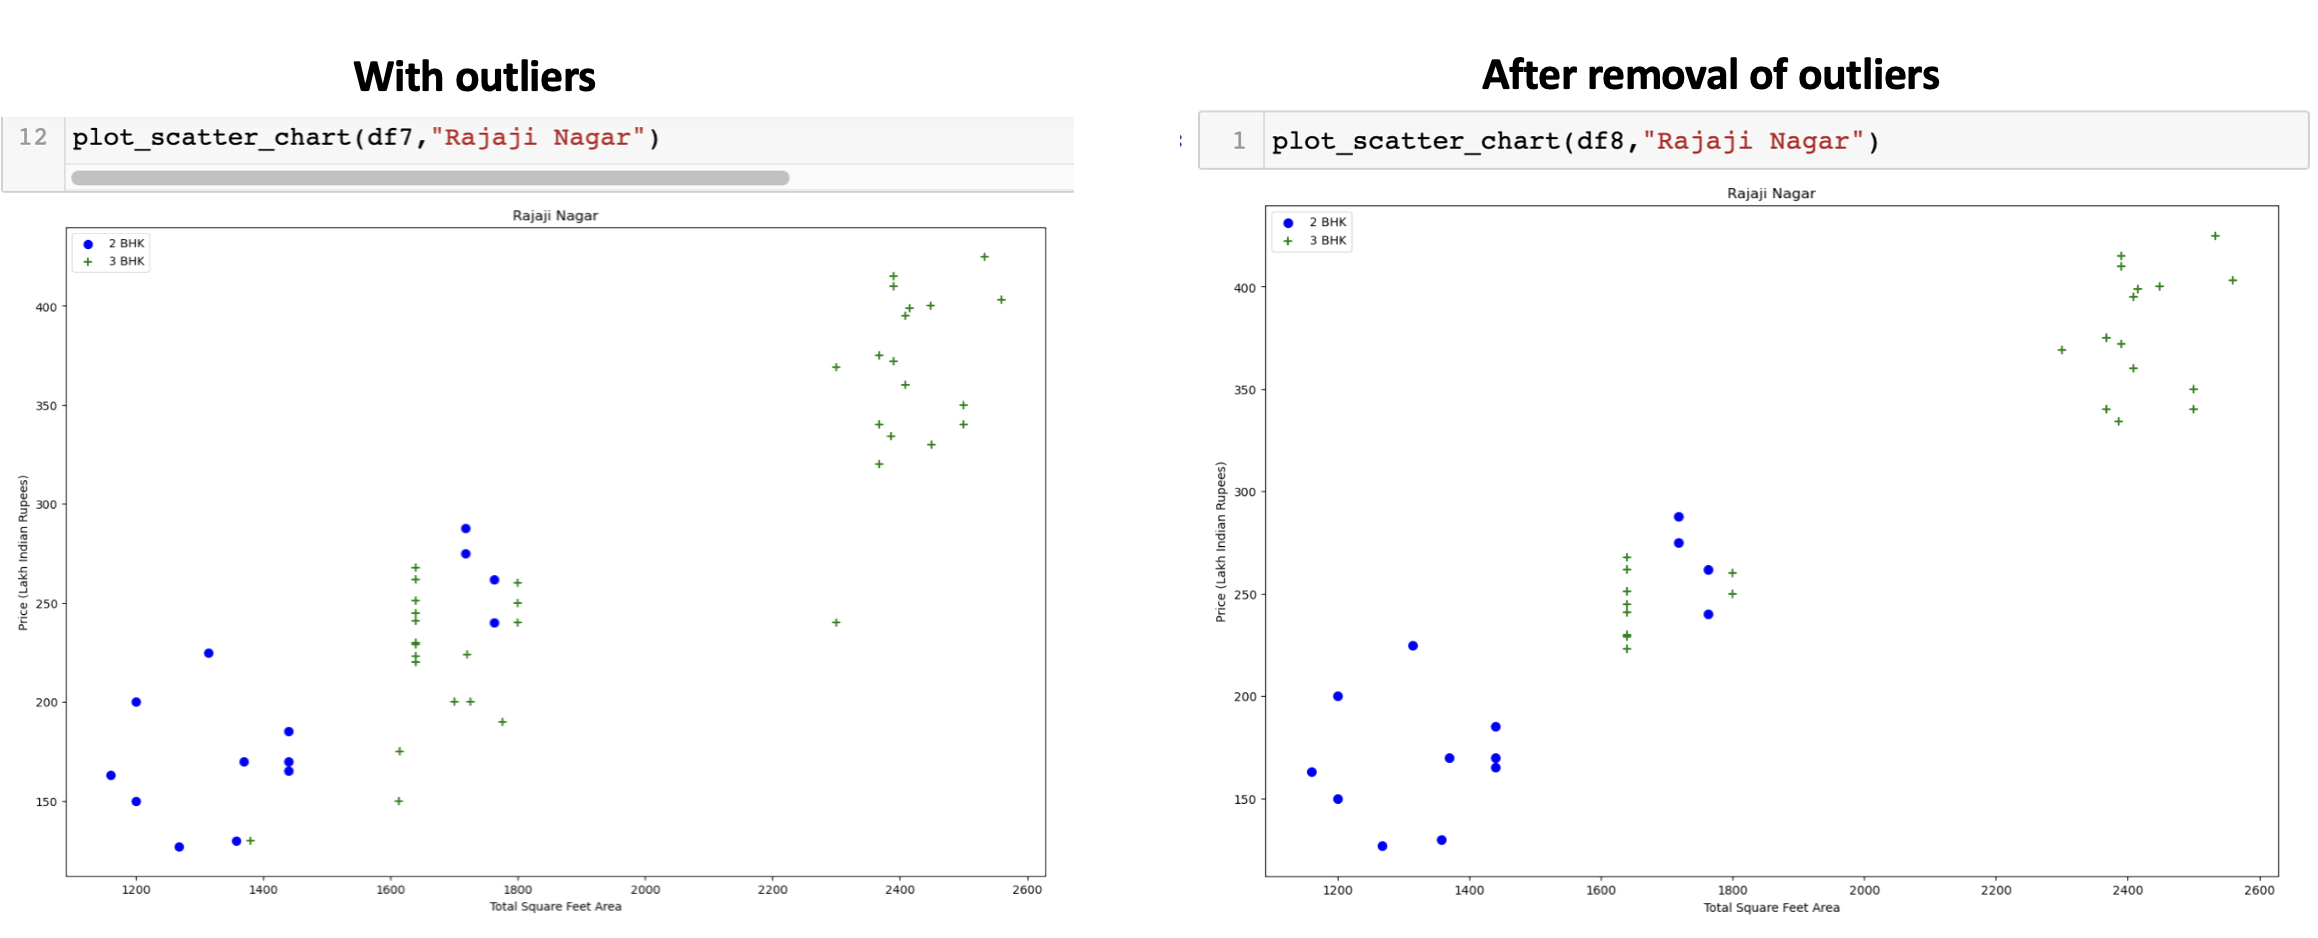 With outliers
12 plot_scatter_chart(df7,"Rajaji Nagar")
Rajaji Nagar
2 BHK
3 BHK
400
350
300
250
200
150
Price (Lakh Indian Rupees)
1200 1400 1600 1800 2000 2200 2400 2600
Total Square Feet Area
After removal of outliers
: 1 plot_scatter_chart(df8,"Rajaji Nagar")
Rajaji Nagar
2 BHK
3 BHK
400
350
300
250
200
150
Price (Lakh Indian Rupees)
1200 1400 1600 1800 2000 2200 2400 2600
Total Square Feet Area